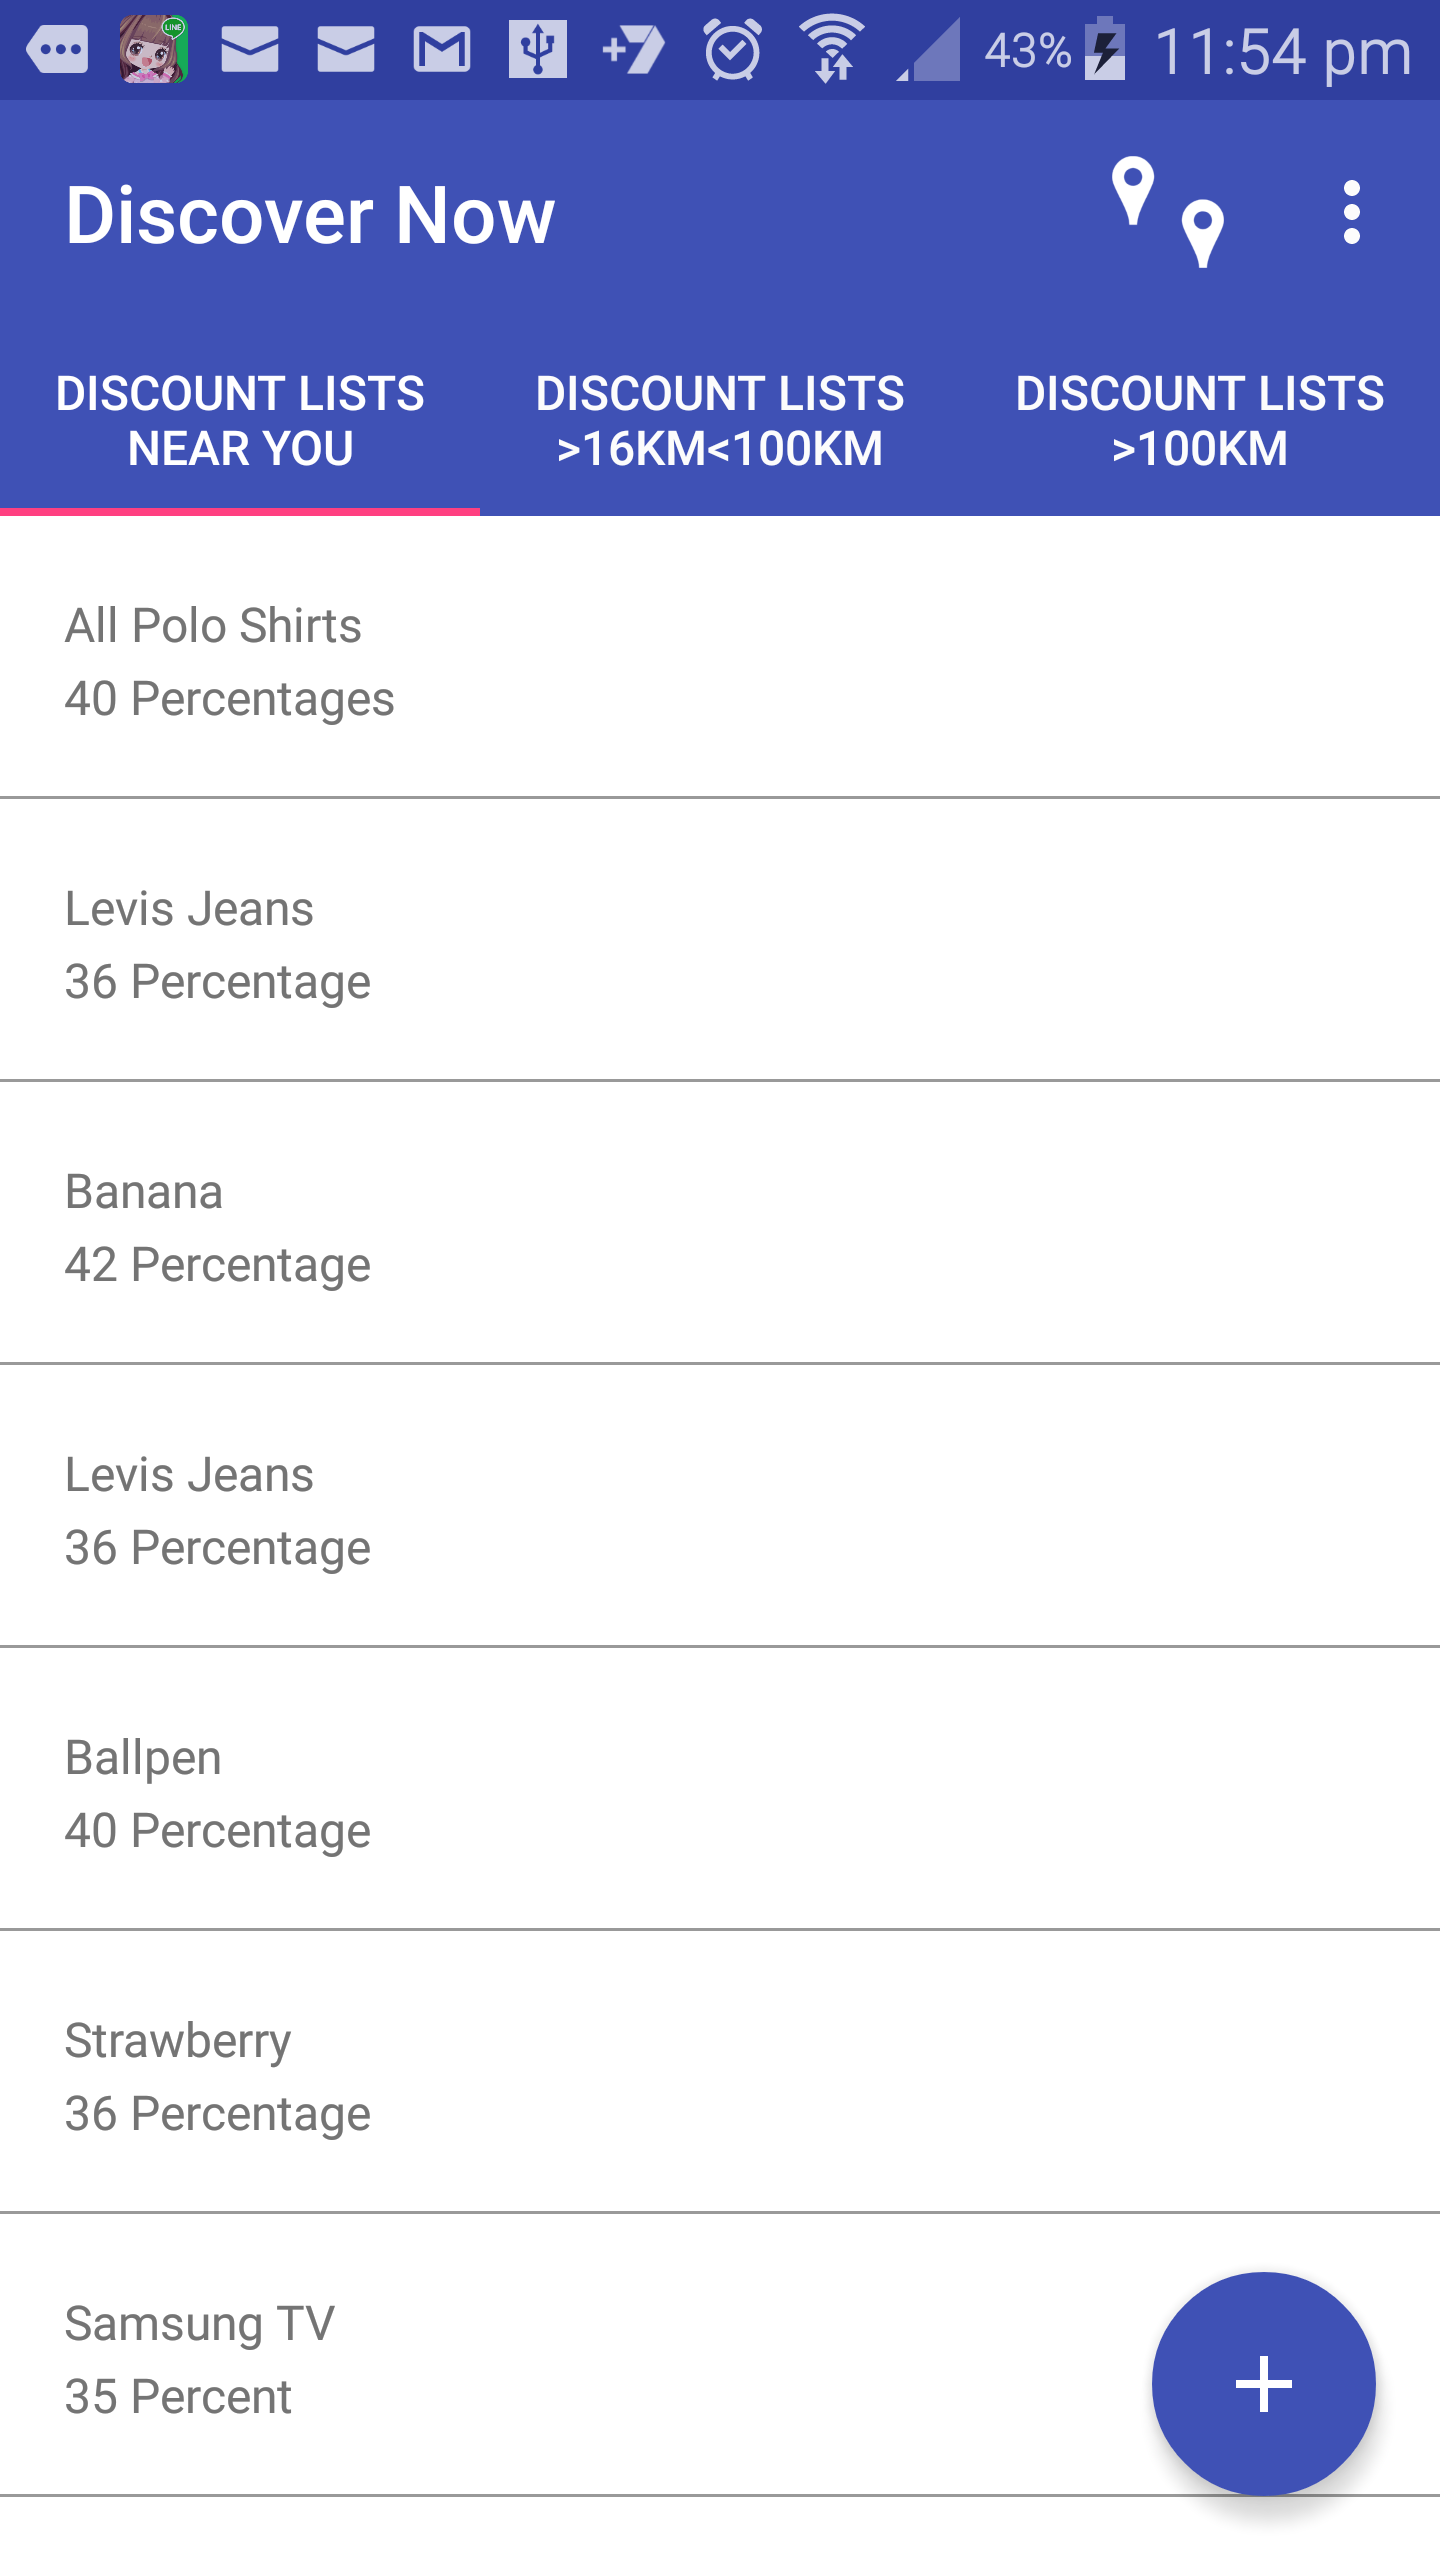 LINE
+7
43%
11:54 pm
Discover Now
DISCOUNT LISTS
NEAR YOU
DISCOUNT LISTS
>16KM<100KM
DISCOUNT LISTS
>100KM
All Polo Shirts
40 Percentages
Levis Jeans
36 Percentage
Banana
42 Percentage
Levis Jeans
36 Percentage
Ballpen
40 Percentage
Strawberry
36 Percentage
Samsung TV
35 Percent